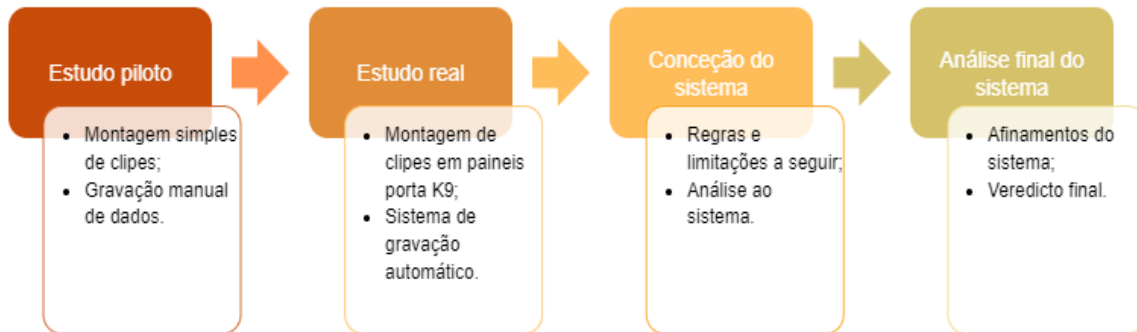 Estudo piloto
• Montagem simples
de clipes;
• Gravação manual
de dados.
Estudo real
• Montagem de
clipes em paineis
porta K9;
• Sistema de
gravação
automático.
Conceção do
sistema
• Regras e
limitações a seguir;
• Análise ao
sistema.
Análise final do
sistema
• Afinamentos do
sistema;
• Veredicto final.